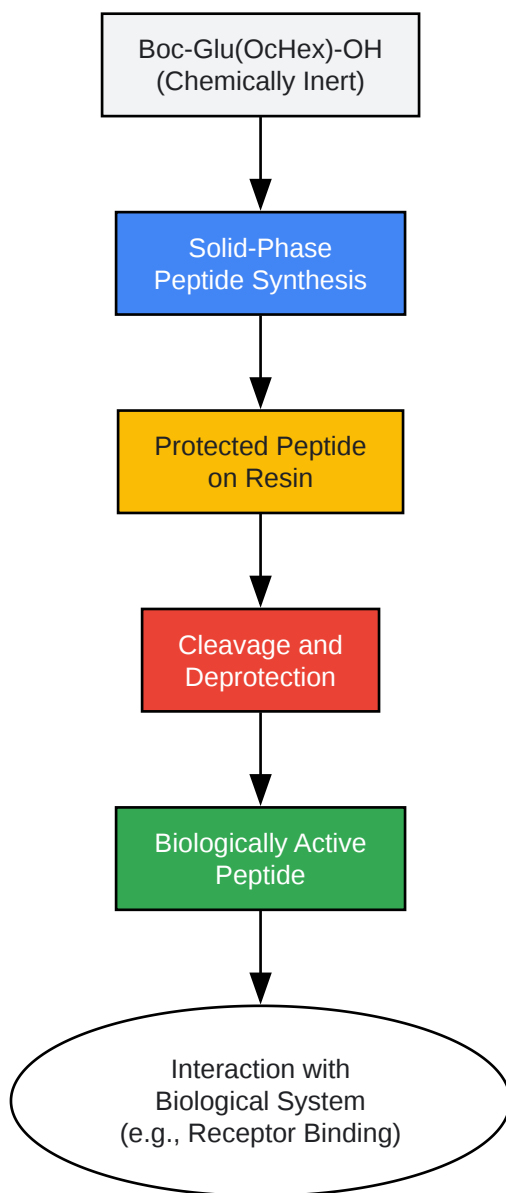 Boc-Glu(OcHex)-OH
(Chemically Inert)
Solid-Phase
Peptide Synthesis
Protected Peptide
on Resin
Cleavage and
Deprotection
Biologically Active
Peptide
Interaction with
Biological System
(e.g., Receptor Binding)